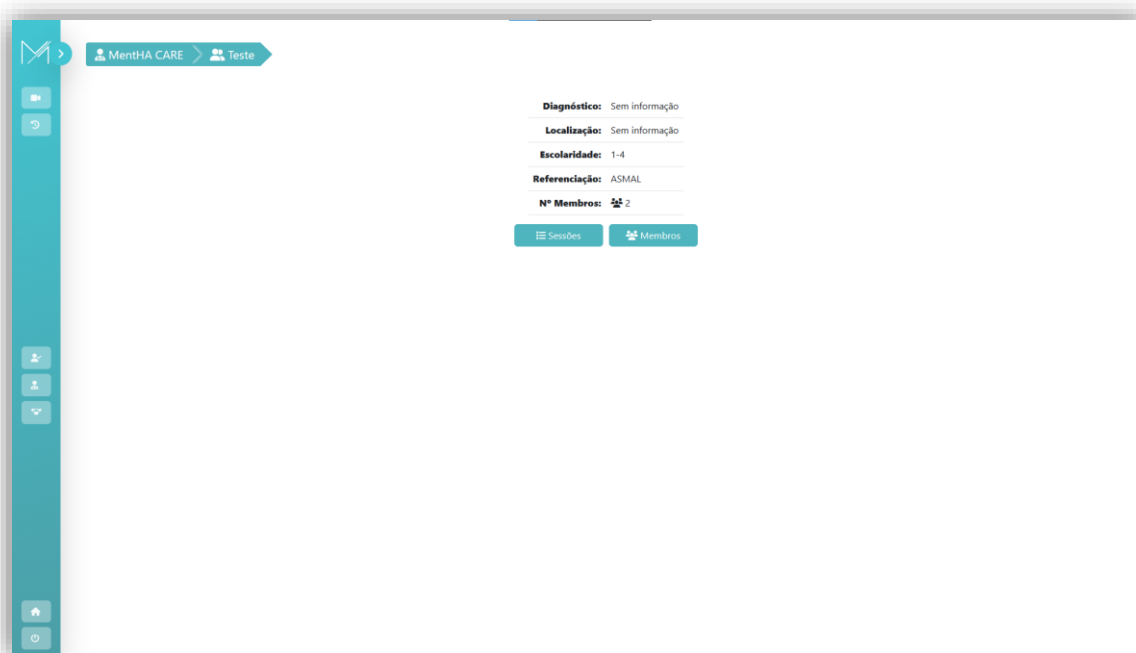 MentHA CARE Teste
Diagnóstico: Sem informação
Localização: Sem informação
Escolaridade: 1-4
Referenciação: ASMAL
Nº Membros: 2
Sessões Membros